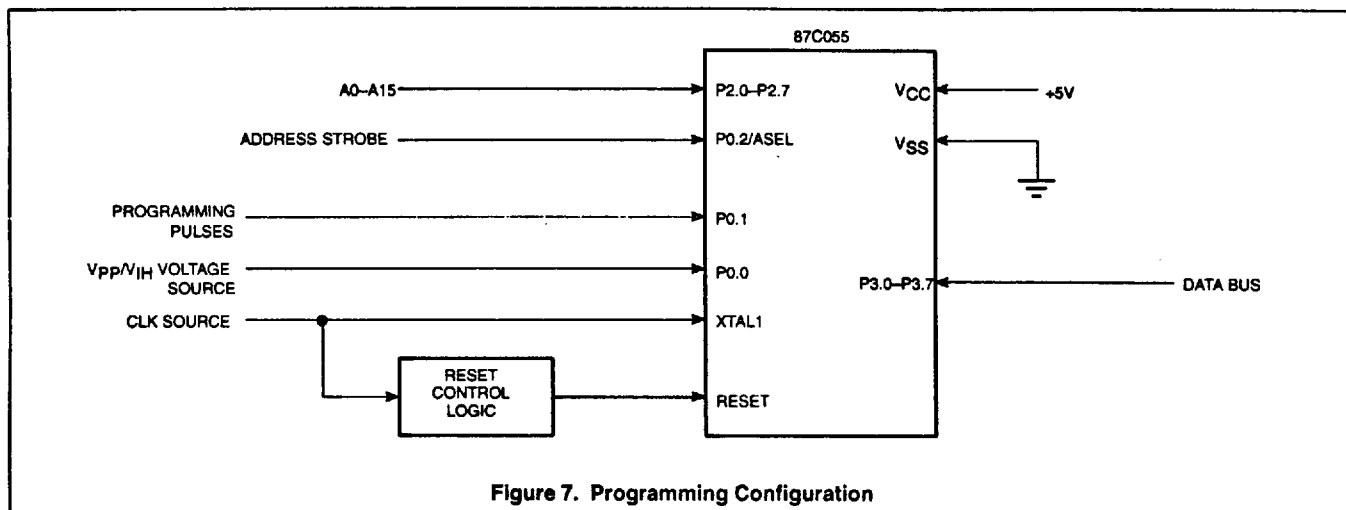 87C055
A0–A15
P2.0–P2.7
VCC
+5V
ADDRESS STROBE
P0.2/ASEL
VSS
PROGRAMMING
PULSES
P0.1
VPP/VIH VOLTAGE
SOURCE
P0.0
P3.0–P3.7
DATA BUS
CLK SOURCE
XTAL1
RESET
CONTROL
LOGIC
RESET
Figure 7. Programming Configuration